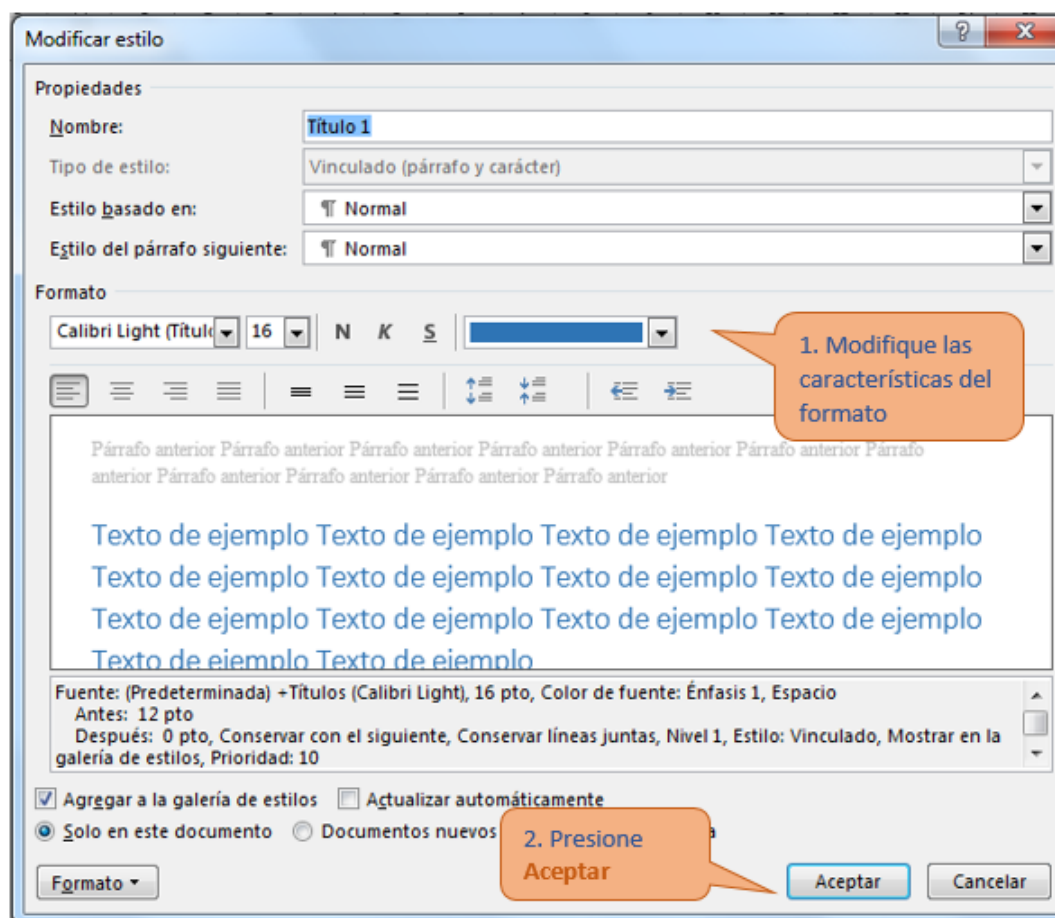 Modificar estilo
Propiedades
Nombre: Título 1
Tipo de estilo: Vinculado (párrafo y carácter)
Estilo basado en: ¶ Normal
Estilo del párrafo siguiente: ¶ Normal
Formato
Calibri Light (Títul 16 N K S
1. Modifique las
características del
formato
Párrafo anterior Párrafo anterior Párrafo anterior Párrafo anterior Párrafo anterior Párrafo anterior Párrafo
anterior Párrafo anterior Párrafo anterior Párrafo anterior Párrafo anterior
Texto de ejemplo Texto de ejemplo Texto de ejemplo Texto de ejemplo
Texto de ejemplo Texto de ejemplo Texto de ejemplo Texto de ejemplo
Texto de ejemplo Texto de ejemplo Texto de ejemplo Texto de ejemplo
Texto de ejemplo Texto de ejemplo
Fuente: (Predeterminada) +Títulos (Calibri Light), 16 pto, Color de fuente: Énfasis 1, Espacio
Antes: 12 pto
Después: 0 pto, Conservar con el siguiente, Conservar líneas juntas, Nivel 1, Estilo: Vinculado, Mostrar en la
galería de estilos, Prioridad: 10
Agregar a la galería de estilos Actualizar automáticamente
Solo en este documento Documentos nuevos a
2. Presione
Aceptar
Formato Aceptar Cancelar